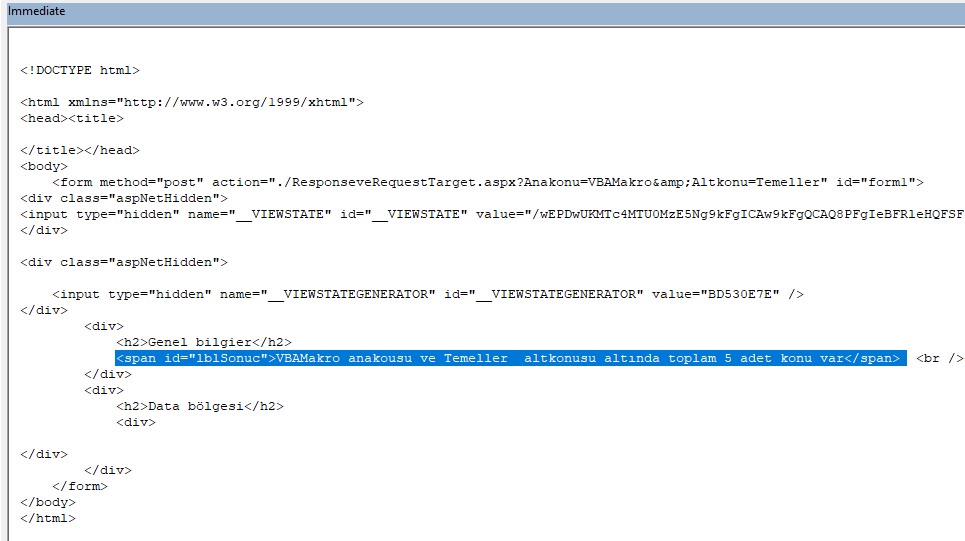 Immediate
<!DOCTYPE html>
<html xmlns="http://www.w3.org/1999/xhtml">
<head><title>
</title></head>
<body>
<form method="post" action="./ResponseveRequestTarget.aspx?Anakonu=VBAMakro&amp;Altkonu=Temeller" id="form1">
<div class="aspNetHidden">
<input type="hidden" name="__VIEWSTATE" id="__VIEWSTATE" value="/wEPDwUKMTc4MTU0MzE5Ng9kFgICAw9kFgQCAQ8PFgIeBFRleHQFSF
</div>
<div class="aspNetHidden">
<input type="hidden" name="__VIEWSTATEGENERATOR" id="__VIEWSTATEGENERATOR" value="BD530E7E" />
</div>
<div>
<h2>Genel bilgier</h2>
<span id="lblSonuc">VBAMakro anakousu ve Temeller  altkonusu altında toplam 5 adet konu var</span> <br />
</div>
<div>
<h2>Data bölgesi</h2>
<div>
</div>
</div>
</form>
</body>
</html>